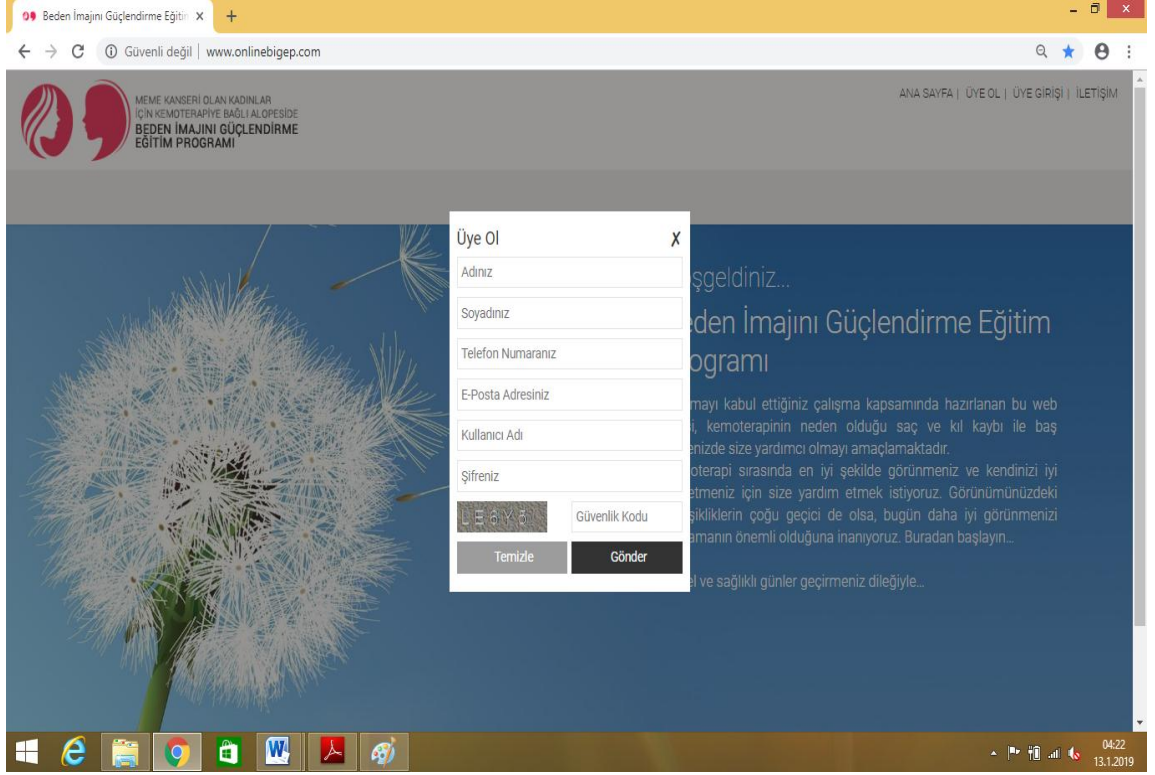 Beden İmajını Güçlendirme Eğitin
Güvenli değil | www.onlinebigep.com
MEME KANSERİ OLAN KADINLAR
İÇİN KEMOTERAPİYE BAĞLI ALOPESİDE
BEDEN İMAJINI GÜÇLENDİRME
EĞİTİM PROGRAMI
ANA SAYFA | ÜYE OL | ÜYE GİRİŞİ | İLETİŞİM
Üye Ol X
Adınız
Soyadınız
Telefon Numaranız
E-Posta Adresiniz
Kullanıcı Adı
Şifreniz
Güvenlik Kodu
Temizle Gönder
şgeldiniz...
eden İmajını Güçlendirme Eğitim
ogramı
mayı kabul ettiğiniz çalışma kapsamında hazırlanan bu web
i, kemoterapinin neden olduğu saç ve kıl kaybı ile baş
enizde size yardımcı olmayı amaçlamaktadır.
oterapi sırasında en iyi şekilde görünmeniz ve kendinizi iyi
etmeniz için size yardım etmek istiyoruz. Görünümünüzdeki
şikliklerin çoğu geçici de olsa, bugün daha iyi görünmenizi
amanın önemli olduğuna inanıyoruz. Buradan başlayın...
el ve sağlıklı günler geçirmeniz dileğiyle...
04:22
13.1.2019